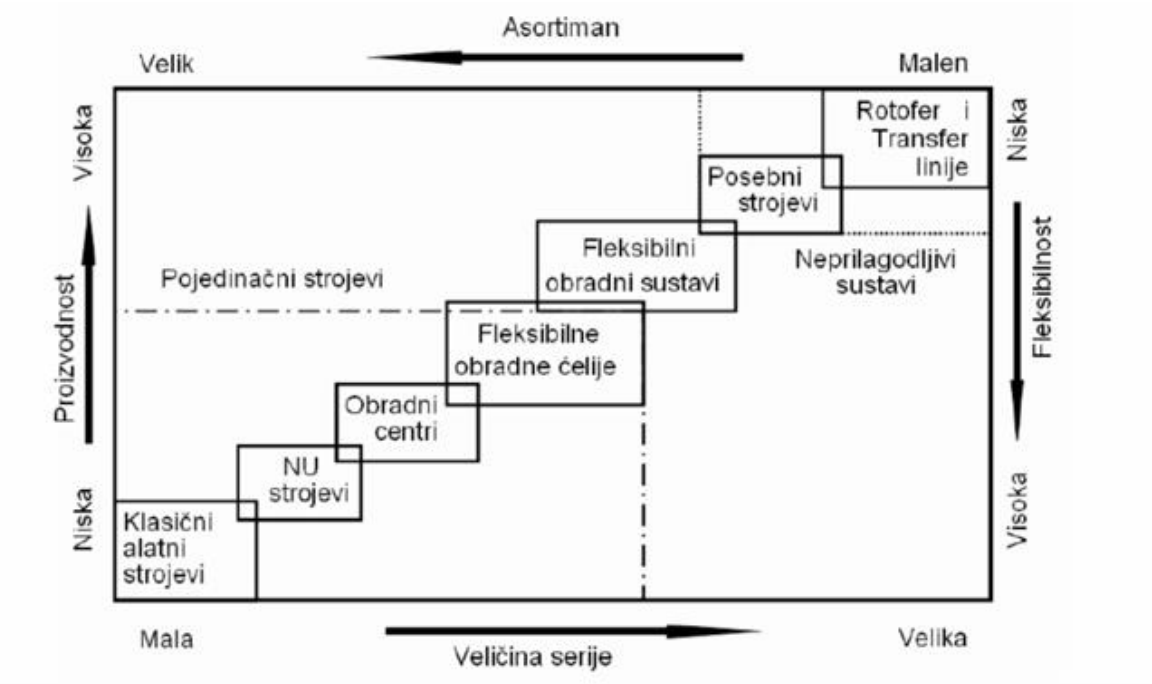 Asortiman
Velik
Malen
Visoka
Proizvodnost
Niska
Niska
Fleksibilnost
Visoka
Rotofer i
Transfer
linije
Posebni
strojevi
Neprilagodljivi
sustavi
Fleksibilni
obradni sustavi
Pojedinačni strojevi
Fleksibilne
obradne ćelije
Obradni
centri
NU
strojevi
Klasični
alatni
strojevi
Mala
Velika
Veličina serije